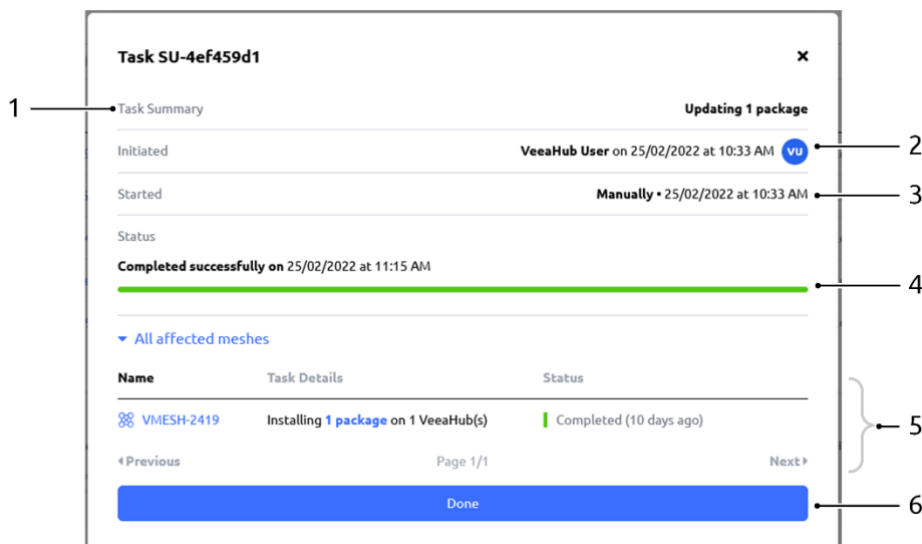 Task SU-4ef459d1
1
Task Summary Updating 1 package
Initiated VeeaHub User on 25/02/2022 at 10:33 AM VU
2
Started Manually • 25/02/2022 at 10:33 AM
3
Status
Completed successfully on 25/02/2022 at 11:15 AM
4
All affected meshes
Name Task Details Status
VMESH-2419 Installing 1 package on 1 VeeaHub(s) Completed (10 days ago)
5
Previous Page 1/1 Next
Done
6